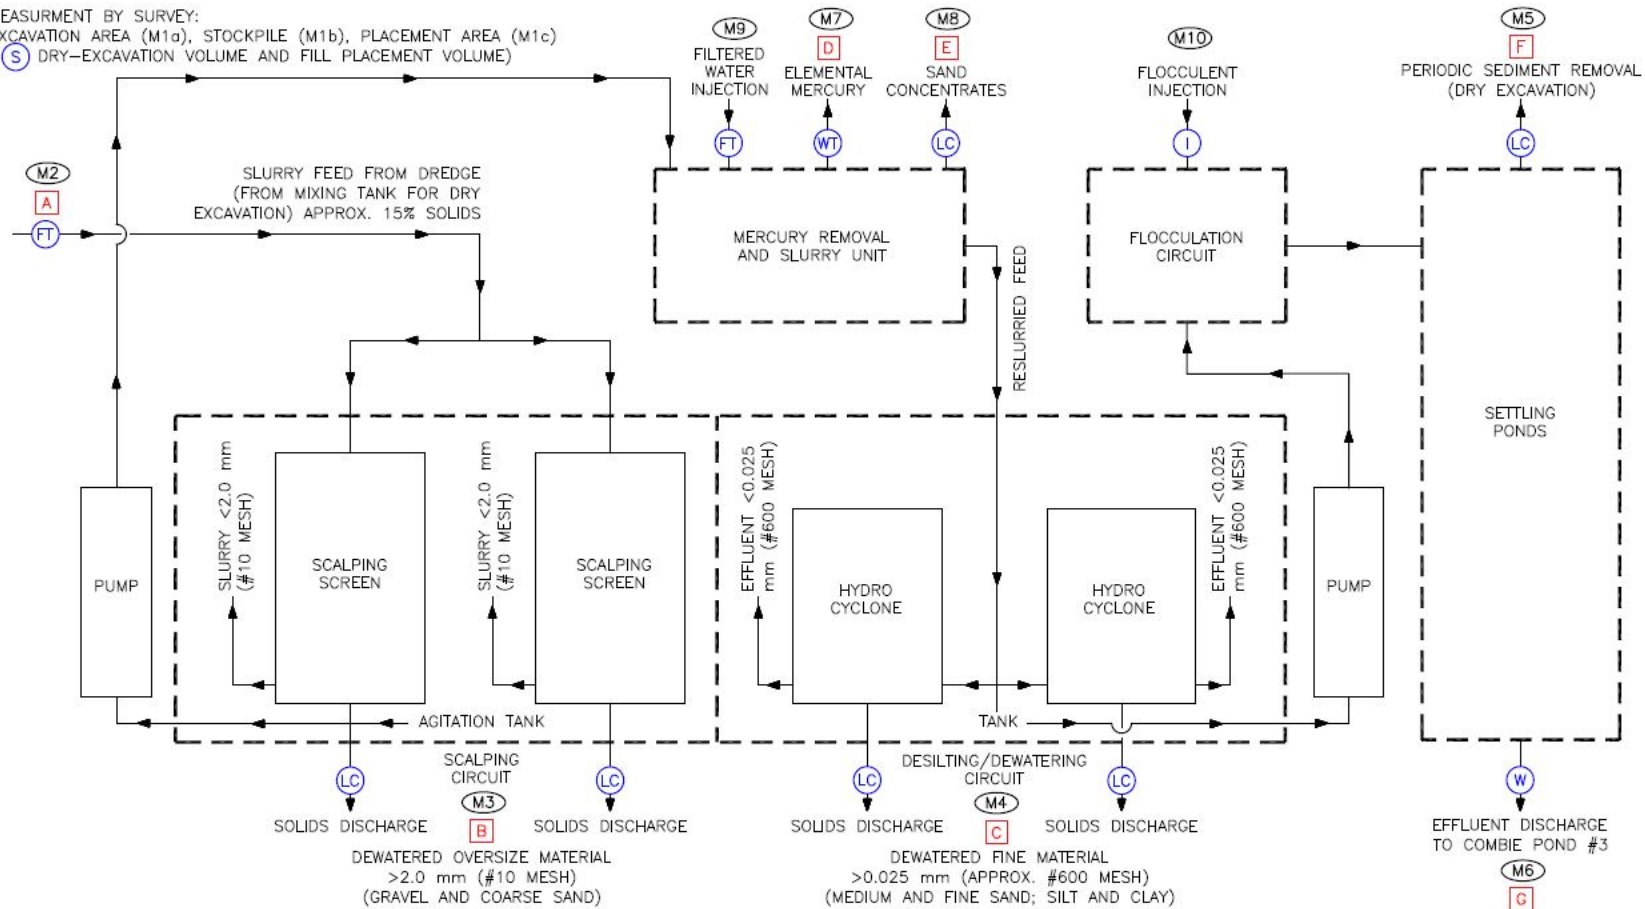 EASURMENT BY SURVEY:
XCAVATION AREA (M1a), STOCKPILE (M1b), PLACEMENT AREA (M1c)
S DRY-EXCAVATION VOLUME AND FILL PLACEMENT VOLUME)
M9
FILTERED
WATER
INJECTION
FT
M7
D
ELEMENTAL
MERCURY
WT
M8
E
SAND
CONCENTRATES
LC
M10
FLOCCULENT
INJECTION
I
M5
F
PERIODIC SEDIMENT REMOVAL
(DRY EXCAVATION)
LC
M2
A
FT
SLURRY FEED FROM DREDGE
(FROM MIXING TANK FOR DRY
EXCAVATION) APPROX. 15% SOLIDS
MERCURY REMOVAL
AND SLURRY UNIT
RESLURRIED FEED
FLOCCULATION
CIRCUIT
SETTLING
PONDS
PUMP
SLURRY <2.0 mm
(#10 MESH)
SCALPING
SCREEN
SLURRY <2.0 mm
(#10 MESH)
SCALPING
SCREEN
EFFLUENT <0.025
mm (#600 MESH)
HYDRO
CYCLONE
HYDRO
CYCLONE
EFFLUENT <0.025
mm (#600 MESH)
PUMP
AGITATION TANK
TANK
SCALPING
CIRCUIT
DESILTING/DEWATERING
CIRCUIT
LC
LC
LC
LC
W
M3
B
SOLIDS DISCHARGE
SOLIDS DISCHARGE
DEWATERED OVERSIZE MATERIAL
>2.0 mm (#10 MESH)
(GRAVEL AND COARSE SAND)
M4
C
SOLIDS DISCHARGE
SOLIDS DISCHARGE
DEWATERED FINE MATERIAL
>0.025 mm (APPROX. #600 MESH)
(MEDIUM AND FINE SAND; SILT AND CLAY)
EFFLUENT DISCHARGE
TO COMBIE POND #3
M6
G